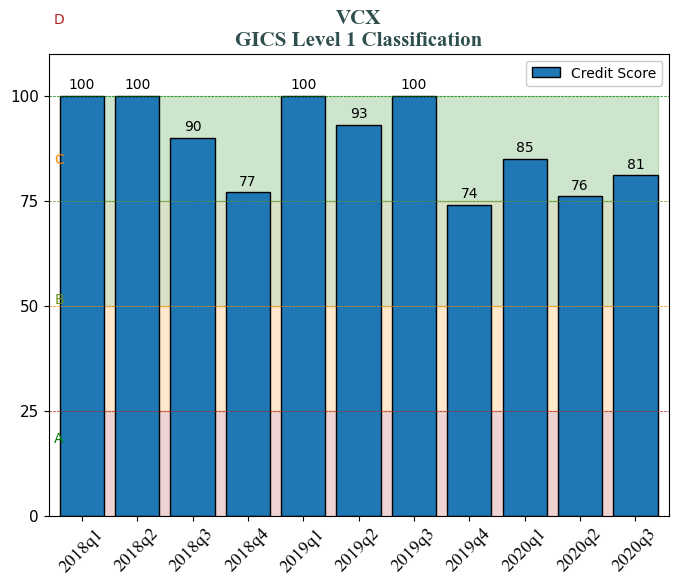 D
VCX
GICS Level 1 Classification
Credit Score
100
100
100
100
100
93
90
85
81
77
76
74
C
75
B
50
A
25
0
2018q1
2018q2
2018q3
2018q4
2019q1
2019q2
2019q3
2019q4
2020q1
2020q2
2020q3